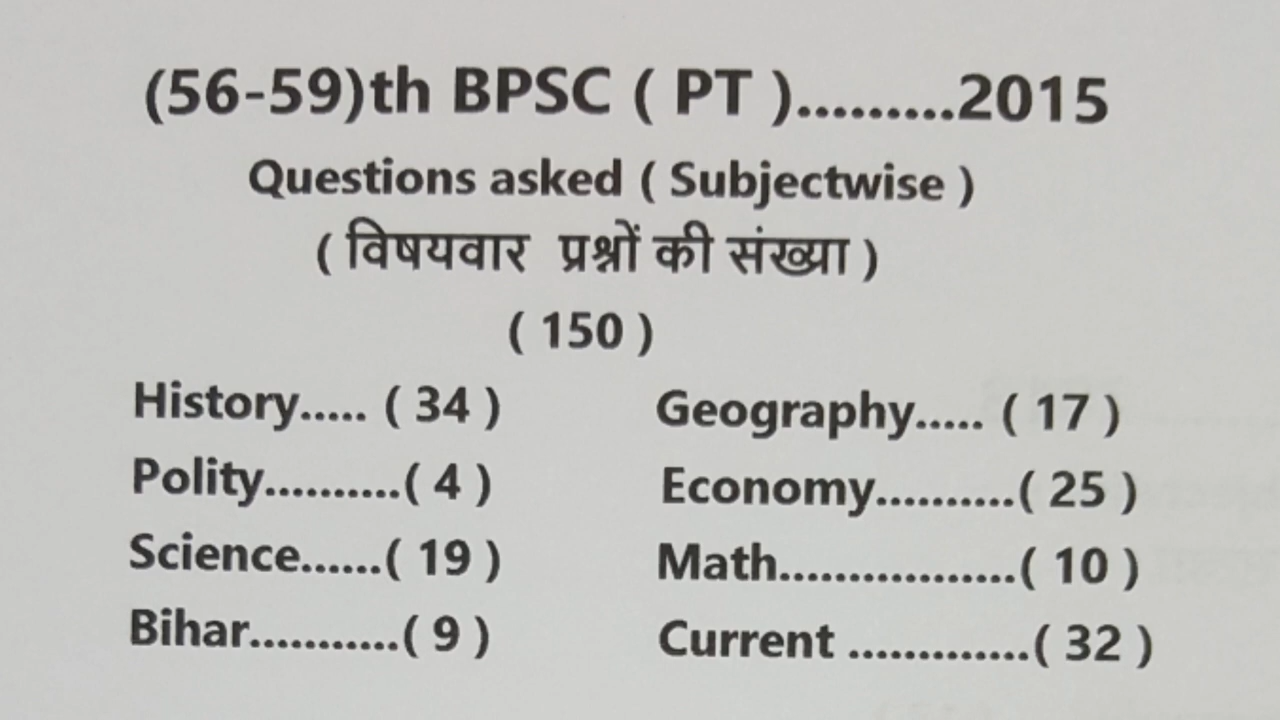 (56-59)th BPSC ( PT ).........2015
Questions asked ( Subjectwise )
( विषयवार प्रश्नों की संख्या )
( 150 )
History..... ( 34 ) Geography..... ( 17 )
Polity..........( 4 ) Economy..........( 25 )
Science......( 19 ) Math.................( 10 )
Bihar...........( 9 ) Current .............( 32 )